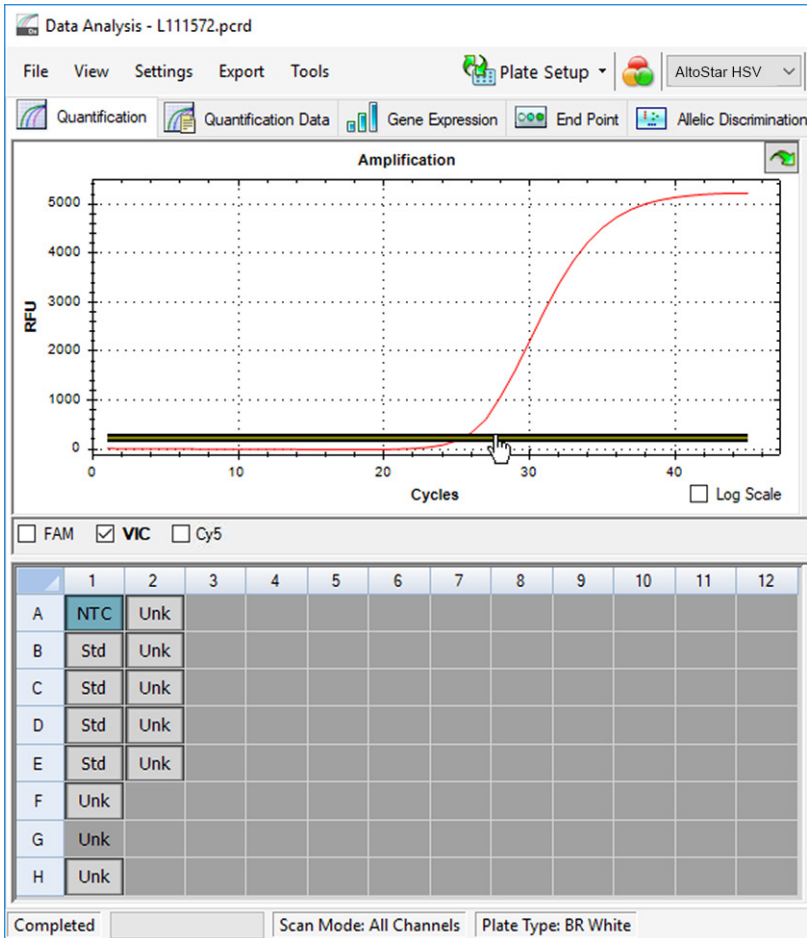 Data Analysis - L111572.pcrd
File View Settings Export Tools Plate Setup AltoStar HSV
Quantification Quantification Data Gene Expression End Point Allelic Discrimination
Amplification
5000
4000
3000
2000
1000
0
RFU
0 10 20 30 40
Cycles
Log Scale
FAM VIC Cy5
1 2 3 4 5 6 7 8 9 10 11 12
A NTC Unk
B Std Unk
C Std Unk
D Std Unk
E Std Unk
F Unk
G Unk
H Unk
Completed Scan Mode: All Channels Plate Type: BR White